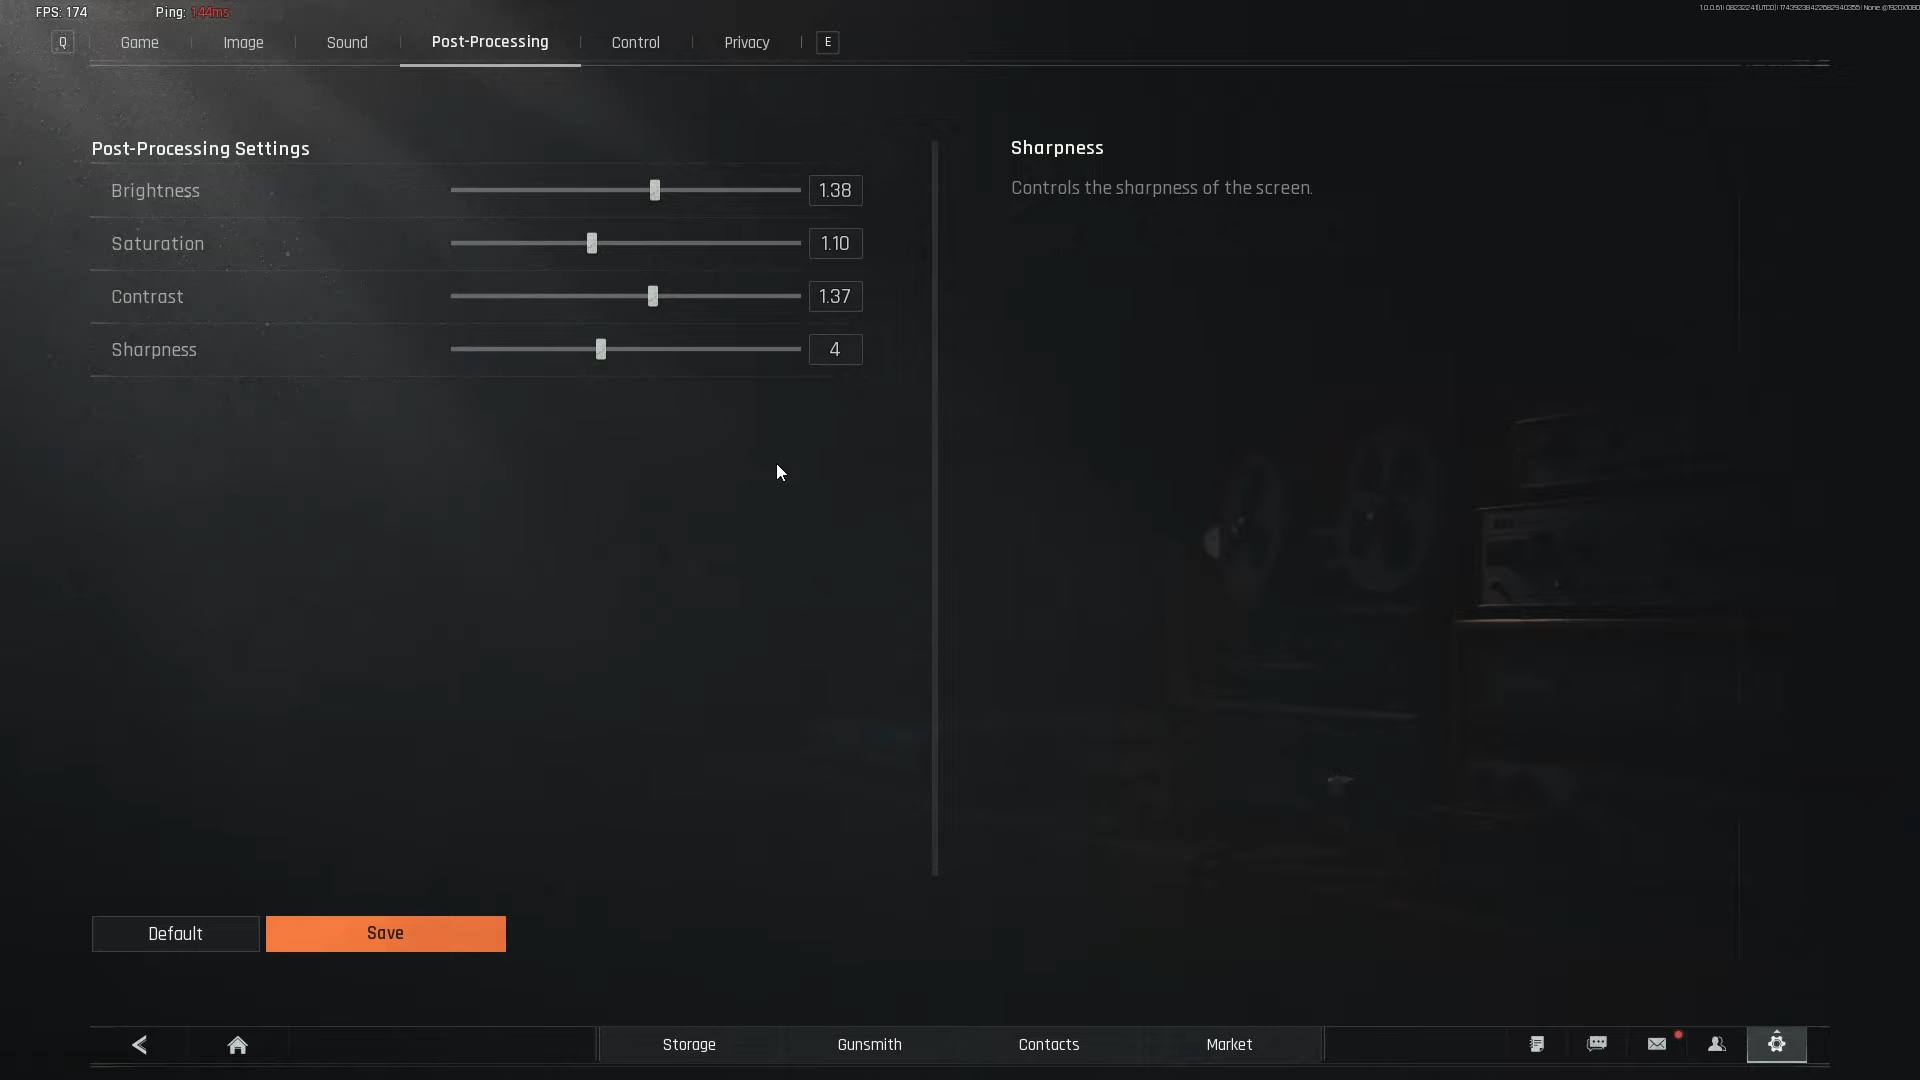 FPS: 174 Ping: 144ms
Q Game Image Sound Post-Processing Control Privacy E
Post-Processing Settings
Brightness 1.38
Saturation 1.10
Contrast 1.37
Sharpness 4
Sharpness
Controls the sharpness of the screen.
Default Save
Storage Gunsmith Contacts Market